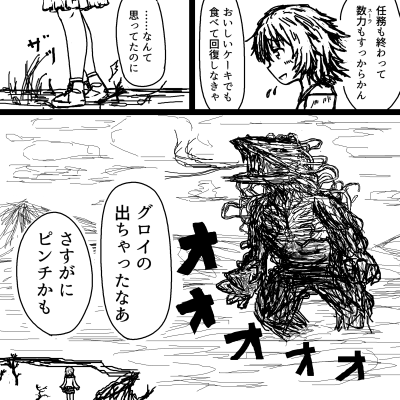 任務も終わって
数力もすっからかん
スーラ
おいしいケーキでも
食べて回復しなきゃ
……なんて
思ってたのに
ザッ
グロイの
出ちゃったなあ
さすがに
ピンチかも
オオオオオオ